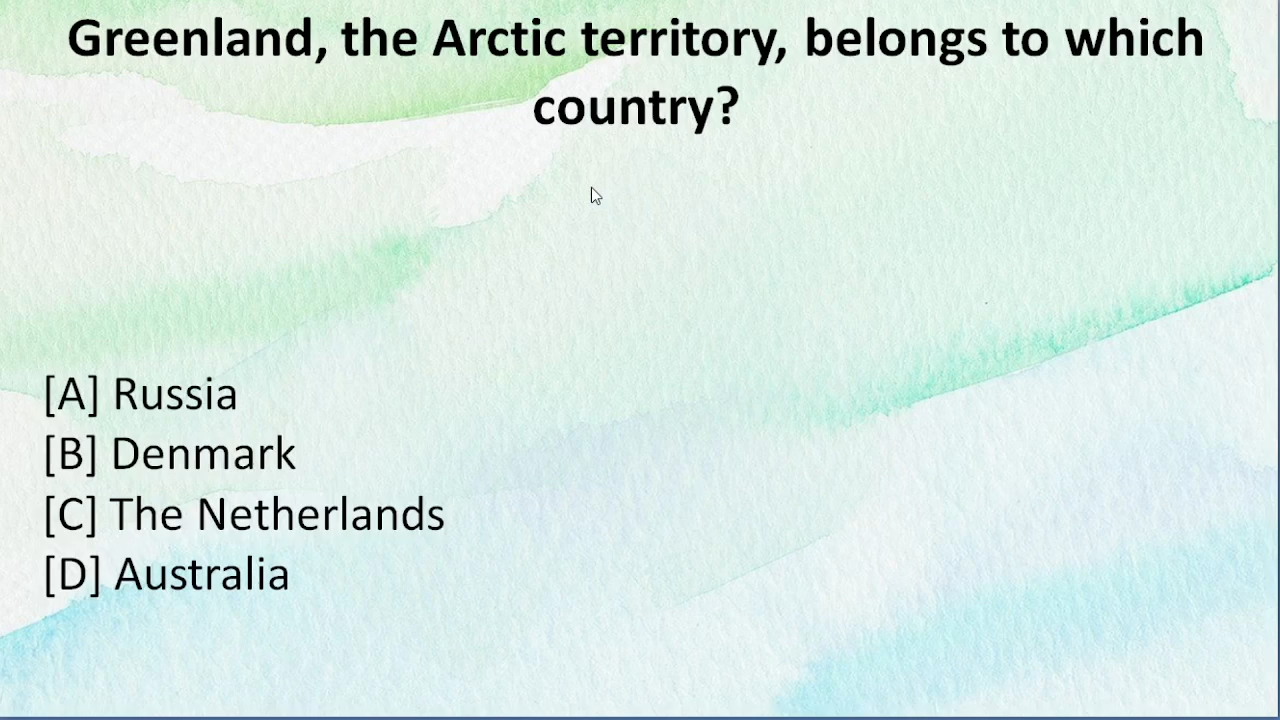 Greenland, the Arctic territory, belongs to which
country?
[A] Russia
[B] Denmark
[C] The Netherlands
[D] Australia